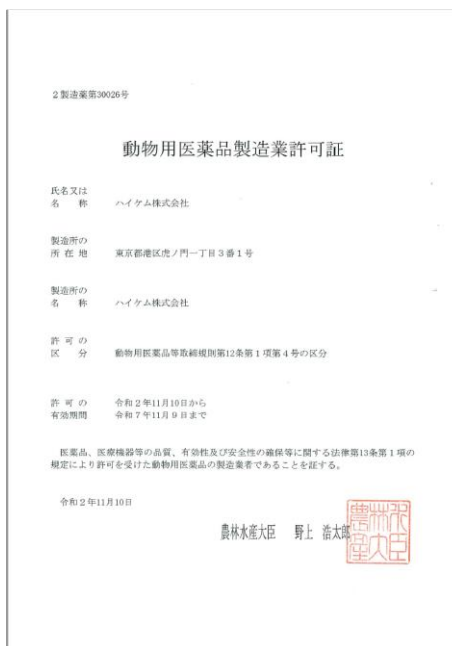 2製造薬第30026号
動物用医薬品製造業許可証
氏名又は
名 称 ハイケム株式会社
製造所の
所 在 地 東京都港区虎ノ門一丁目3番1号
製造所の
名 称 ハイケム株式会社
許 可 の
区 分 動物用医薬品等取締規則第12条第1項第4号の区分
許 可 の 令和2年11月10日から
有効期間 令和7年11月9日まで
医薬品、医療機器等の品質、有効性及び安全性の確保等に関する法律第13条第1項の
規定により許可を受けた動物用医薬品の製造業者であることを証する。
令和2年11月10日
農林水産大臣 野上 浩太郎
農林水産大臣